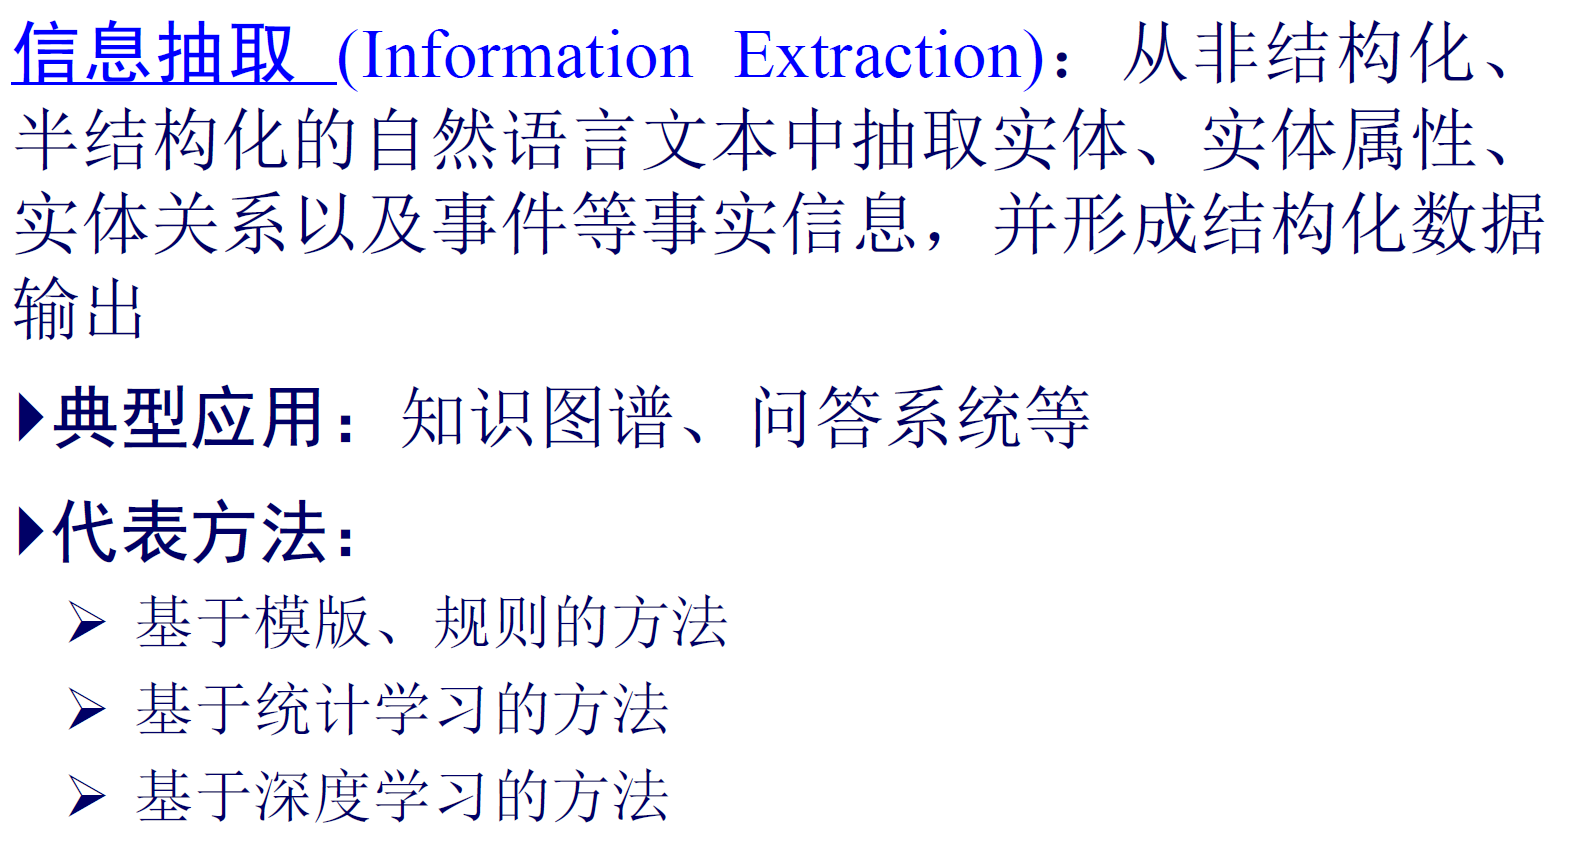 信息抽取 (Information Extraction)：从非结构化、
半结构化的自然语言文本中抽取实体、实体属性、
实体关系以及事件等事实信息，并形成结构化数据
输出
典型应用：知识图谱、问答系统等
代表方法：
基于模版、规则的方法
基于统计学习的方法
基于深度学习的方法